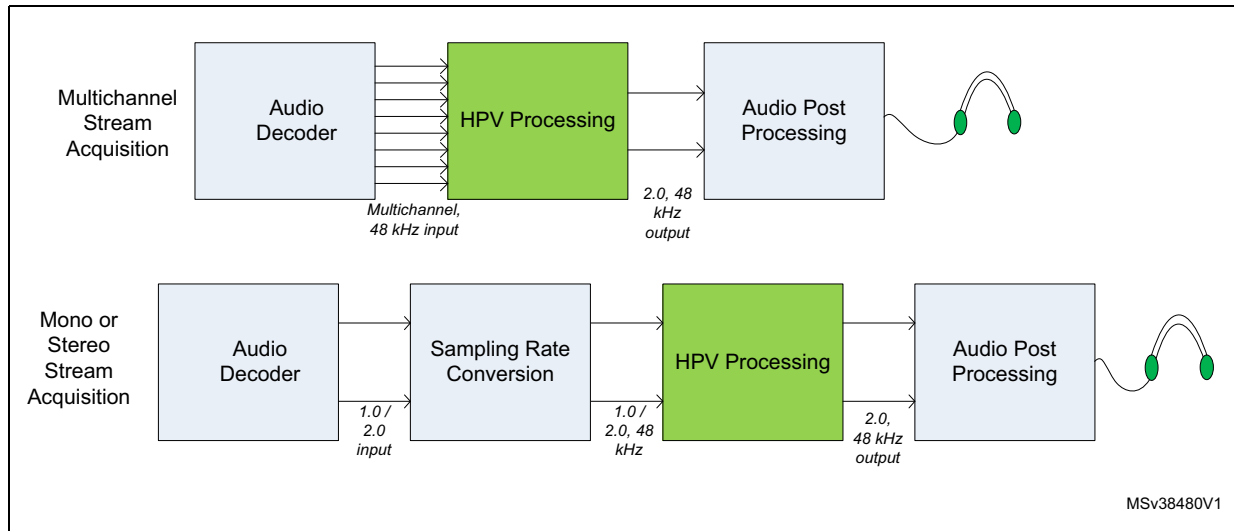 Multichannel
Stream
Acquisition
Audio
Decoder
Multichannel,
48 kHz input
HPV Processing
2.0, 48
kHz
output
Audio Post
Processing
Mono or
Stereo
Stream
Acquisition
Audio
Decoder
1.0 /
2.0
input
Sampling Rate
Conversion
1.0 /
2.0, 48
kHz
HPV Processing
2.0,
48 kHz
output
Audio Post
Processing
MSv38480V1